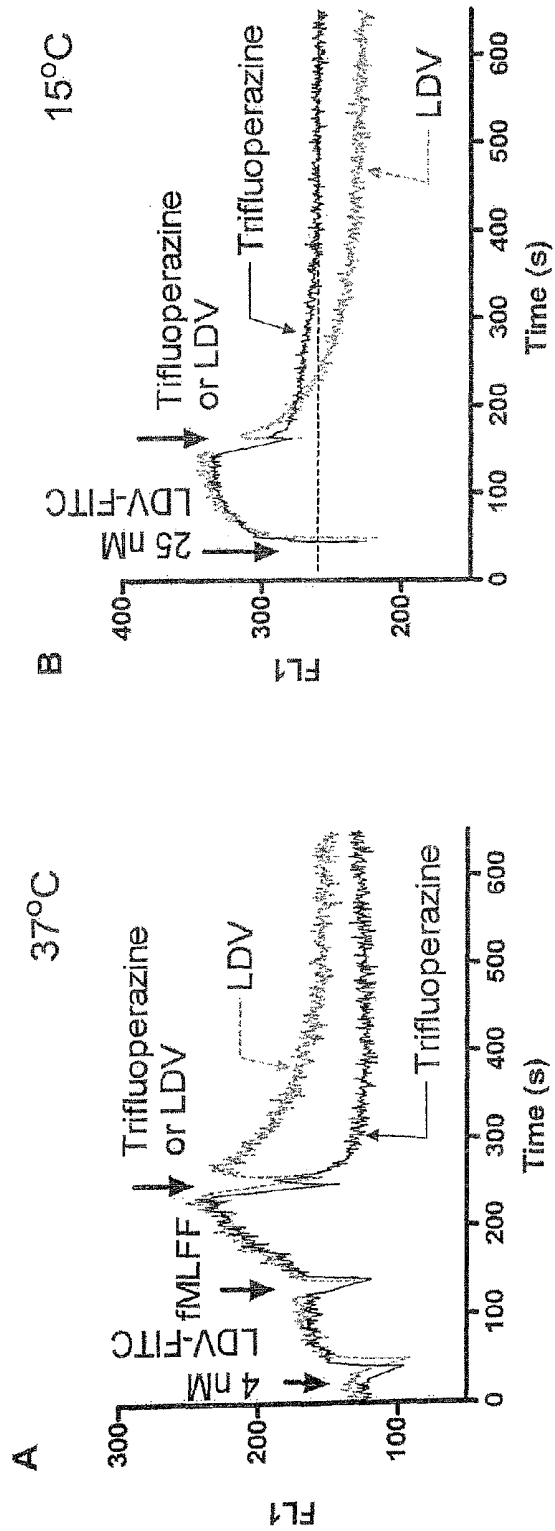 A
37°C
4 nM
LDV-FITC
fMLFF
Trifluoperazine
or LDV
LDV
Trifluoperazine
FL1
300
200
100
0
100
200
300
400
500
600
Time (s)
B
15°C
25 nM
LDV-FITC
Tifluoperazine
or LDV
Trifluoperazine
LDV
FL1
400
300
200
0
100
200
300
400
500
600
Time (s)